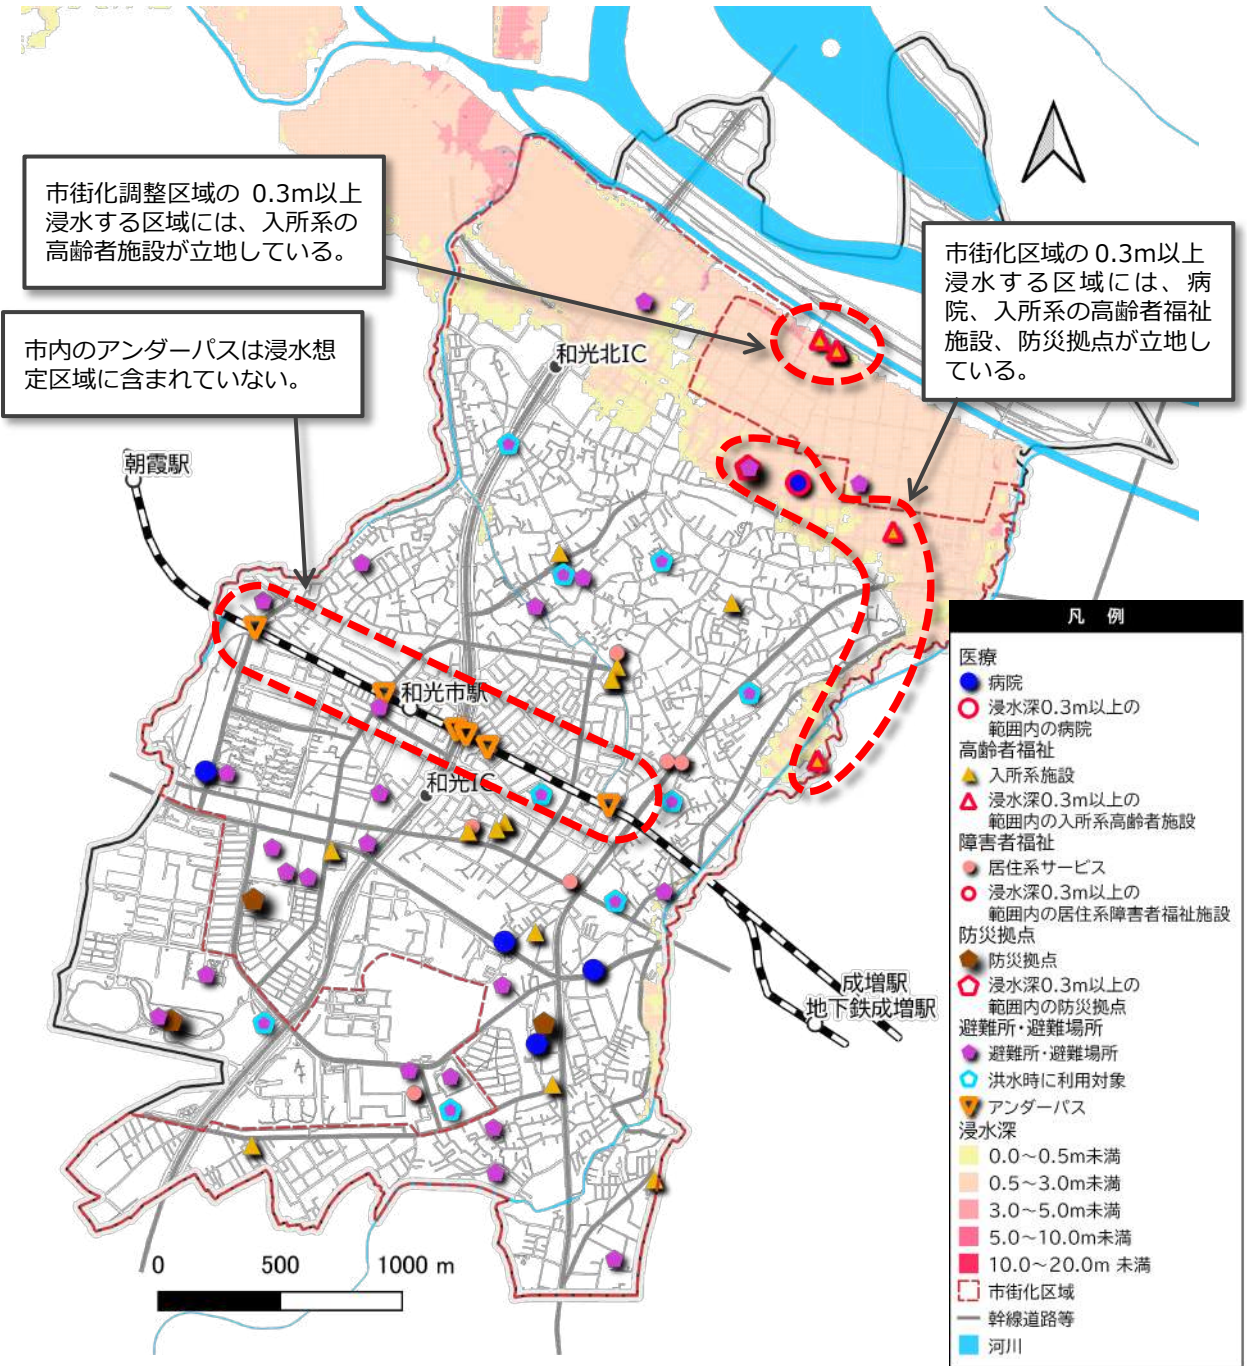 市街化調整区域の 0.3m以上
浸水する区域には、入所系の
高齢者施設が立地している。
市街化区域の0.3m以上
浸水する区域には、病
院、入所系の高齢者福祉
施設、防災拠点が立地し
ている。
市内のアンダーパスは浸水想
定区域に含まれていない。
和光北IC
朝霞駅
和光市駅
和光IC
成増駅
地下鉄成増駅
0 500 1000 m
凡 例
医療
病院
浸水深0.3m以上の
範囲内の病院
高齢者福祉
入所系施設
浸水深0.3m以上の
範囲内の入所系高齢者施設
障害者福祉
居住系サービス
浸水深0.3m以上の
範囲内の居住系障害者福祉施設
防災拠点
防災拠点
浸水深0.3m以上の
範囲内の防災拠点
避難所・避難場所
避難所・避難場所
洪水時に利用対象
アンダーパス
浸水深
0.0～0.5m未満
0.5～3.0m未満
3.0～5.0m未満
5.0～10.0m未満
10.0～20.0m 未満
市街化区域
幹線道路等
河川